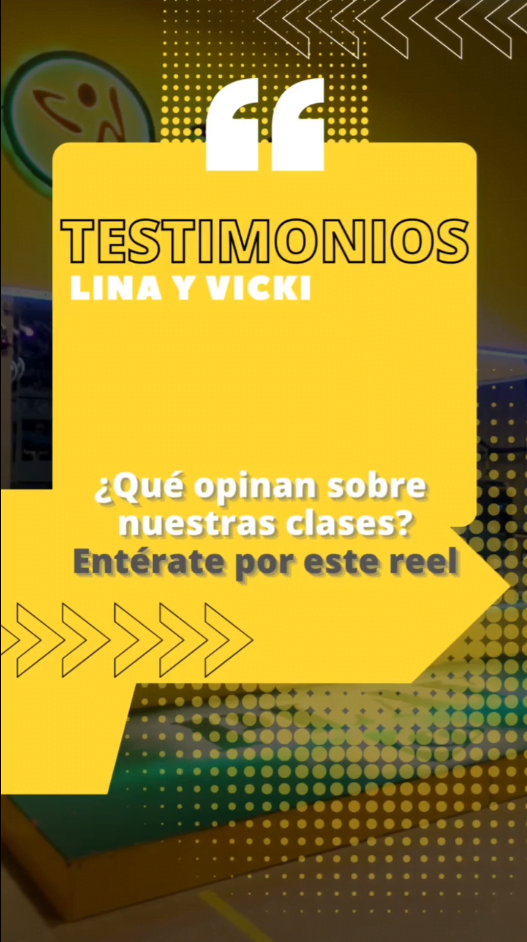 TESTIMONIOS
LINA Y VICKI
¿Qué opinan sobre
nuestras clases?
Entérate por este reel